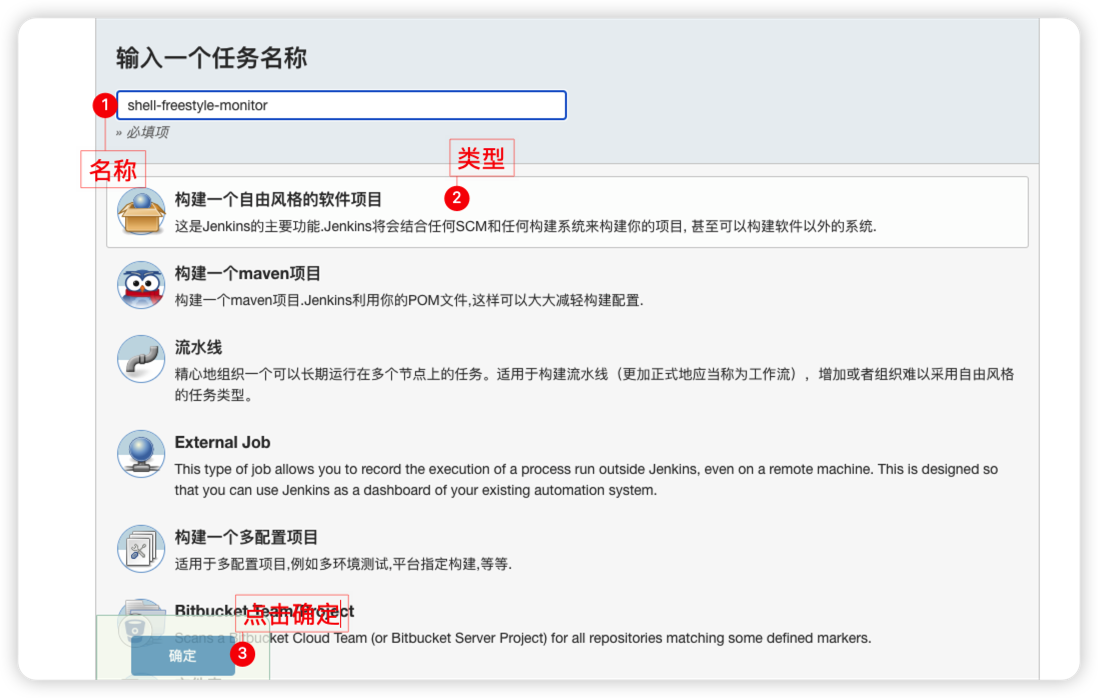 输入一个任务名称
1
shell-freestyle-monitor
» 必填项
名称
类型
2
构建一个自由风格的软件项目
这是Jenkins的主要功能.Jenkins将会结合任何SCM和任何构建系统来构建你的项目, 甚至可以构建软件以外的系统.
构建一个maven项目
构建一个maven项目.Jenkins利用你的POM文件,这样可以大大减轻构建配置.
流水线
精心地组织一个可以长期运行在多个节点上的任务。适用于构建流水线（更加正式地应当称为工作流），增加或者组织难以采用自由风格
的任务类型。
External Job
This type of job allows you to record the execution of a process run outside Jenkins, even on a remote machine. This is designed so
that you can use Jenkins as a dashboard of your existing automation system.
构建一个多配置项目
适用于多配置项目,例如多环境测试,平台指定构建,等等.
Bitbucket Team/Project
点击确定
Scans a Bitbucket Cloud Team (or Bitbucket Server Project) for all repositories matching some defined markers.
确定
3